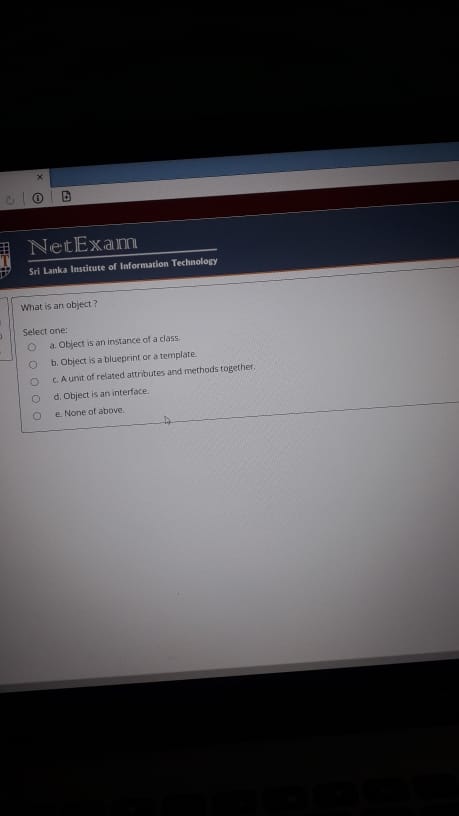 NetExam
Sri Lanka Institute of Information Technology
What is an object ?
Select one:
a. Object is an instance of a class.
b. Object is a blueprint or a template.
c. A unit of related attributes and methods together.
d. Object is an interface.
e. None of above.